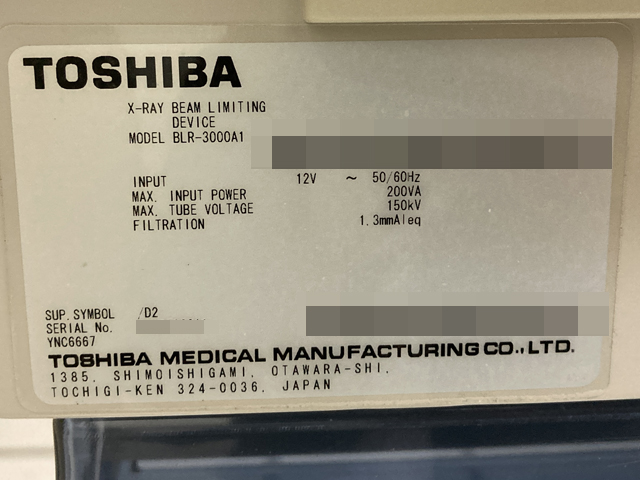 TOSHIBA
X-RAY BEAM LIMITING
DEVICE
MODEL BLR-3000A1
INPUT 12V ~ 50/60Hz
MAX. INPUT POWER 200VA
MAX. TUBE VOLTAGE 150kV
FILTRATION 1.3mmAleq
SUP. SYMBOL /D2
SERIAL No.
YNC6667
TOSHIBA MEDICAL MANUFACTURING CO., LTD.
1385, SHIMOISHIGAMI, OTAWARA-SHI,
TOCHIGI-KEN 324-0036, JAPAN